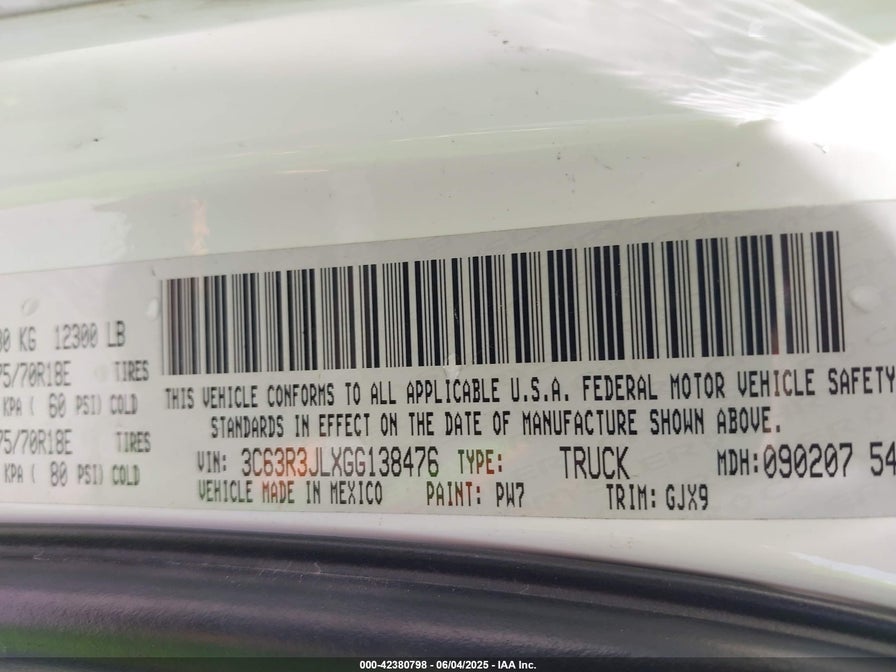 00 KG 12300 LB
75/70R18E TIRES
KPA ( 60 PSI) COLD
75/70R18E TIRES
KPA ( 80 PSI) COLD
THIS VEHICLE CONFORMS TO ALL APPLICABLE U.S.A. FEDERAL MOTOR VEHICLE SAFETY
STANDARDS IN EFFECT ON THE DATE OF MANUFACTURE SHOWN ABOVE.
VIN: 3C63R3JLXGG138476 TYPE: TRUCK MDH:090207 54
VEHICLE MADE IN MEXICO PAINT: PW7 TRIM: GJX9
000-42380798 - 06/04/2025 - IAA Inc.